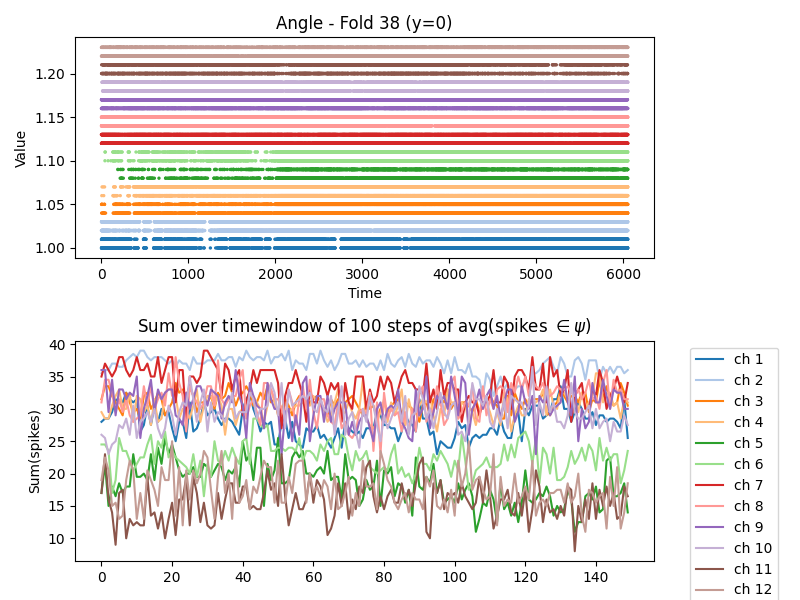 Angle - Fold 38 (y=0)
1.20
1.15
1.10
1.05
1.00
Value
0 1000 2000 3000 4000 5000 6000
Time
Sum over timewindow of 100 steps of avg(spikes ∈ ψ)
40
35
30
25
20
15
10
Sum(spikes)
0 20 40 60 80 100 120 140
ch 1
ch 2
ch 3
ch 4
ch 5
ch 6
ch 7
ch 8
ch 9
ch 10
ch 11
ch 12